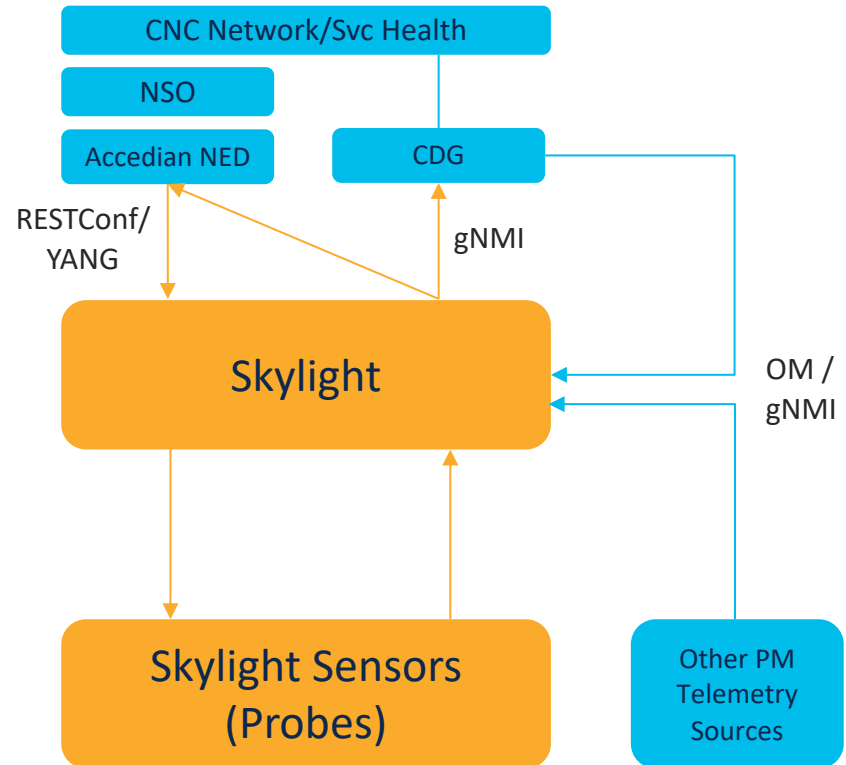 CNC Network/Svc Health
NSO
Accedian NED
CDG
RESTConf/
YANG
gNMI
Skylight
OM /
gNMI
Skylight Sensors
(Probes)
Other PM
Telemetry
Sources